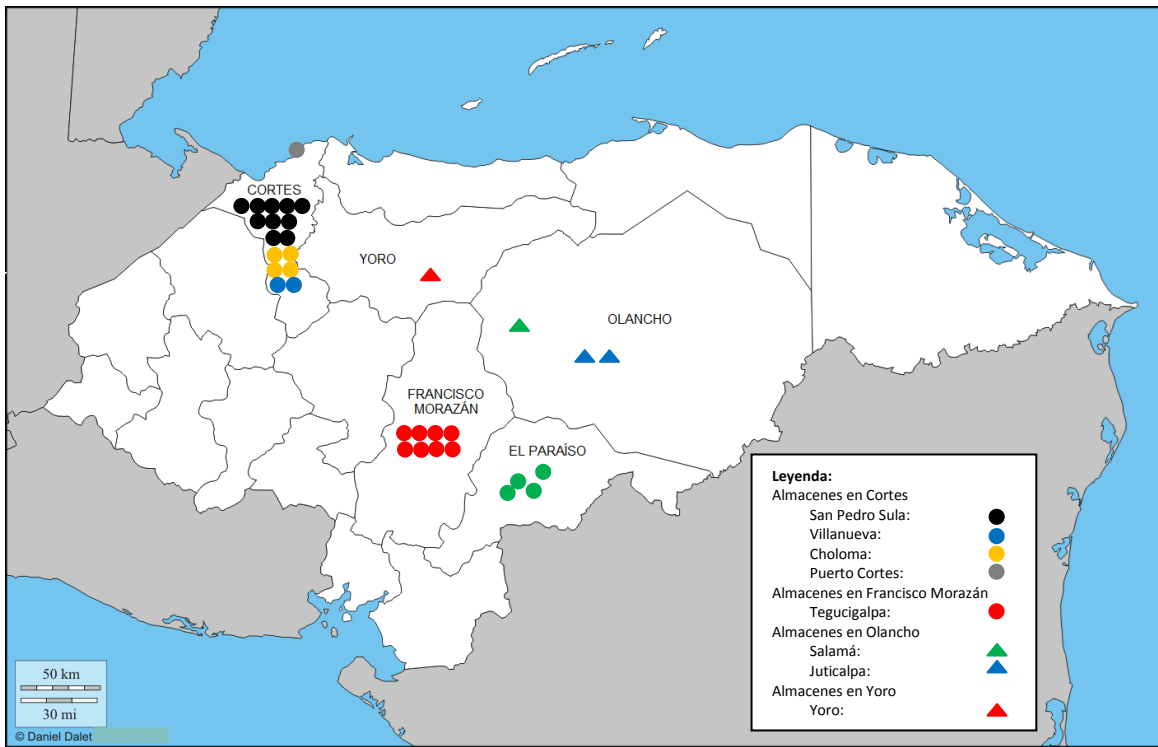 CORTES
YORO
OLANCHO
FRANCISCO
MORAZÁN
EL PARAÍSO
Leyenda:
Almacenes en Cortes
San Pedro Sula:
Villanueva:
Choloma:
Puerto Cortes:
Almacenes en Francisco Morazán
Tegucigalpa:
Almacenes en Olancho
Salamá:
Juticalpa:
Almacenes en Yoro
Yoro:
50 km
30 mi
© Daniel Dalet